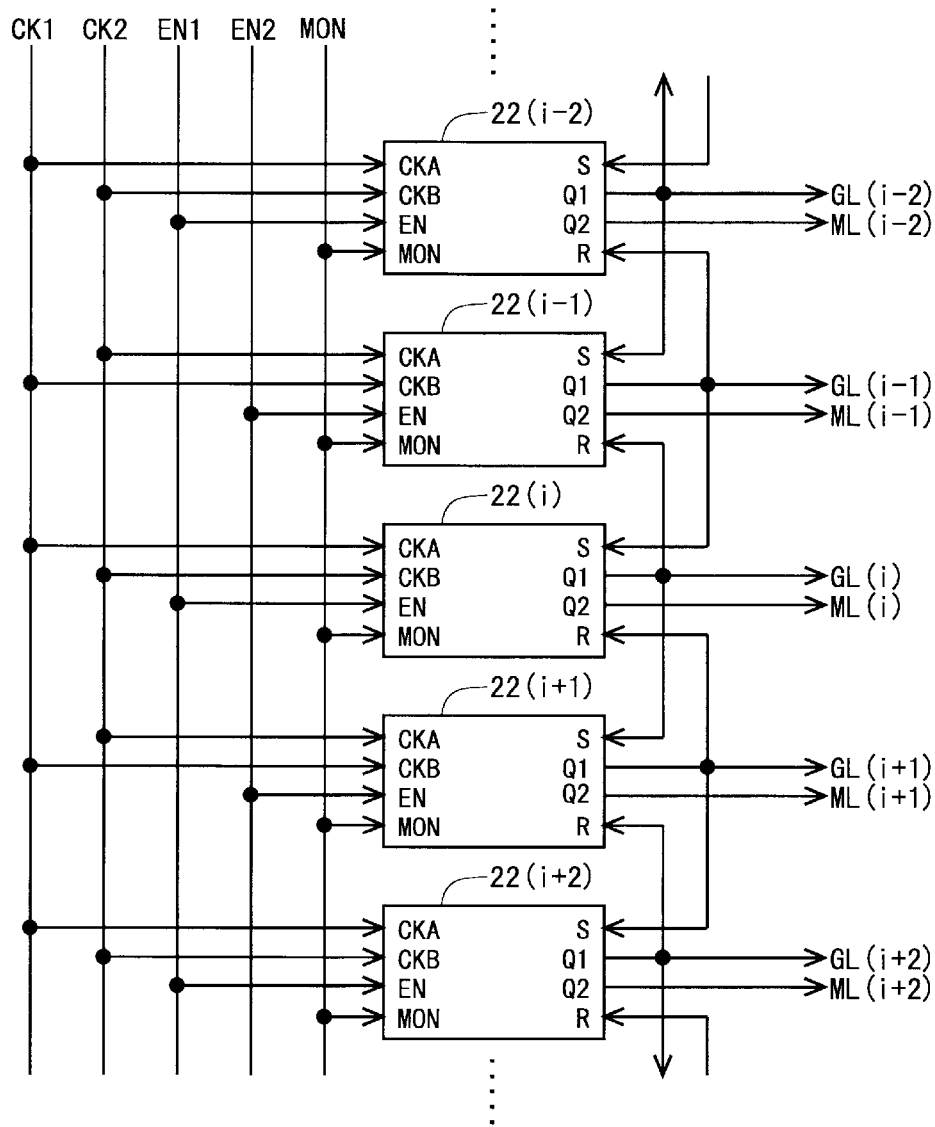 CK1 CK2 EN1 EN2 MON
22(i-2)
CKA S
CKB Q1 GL(i-2)
EN Q2 ML(i-2)
MON R
22(i-1)
CKA S
CKB Q1 GL(i-1)
EN Q2 ML(i-1)
MON R
22(i)
CKA S
CKB Q1 GL(i)
EN Q2 ML(i)
MON R
22(i+1)
CKA S
CKB Q1 GL(i+1)
EN Q2 ML(i+1)
MON R
22(i+2)
CKA S
CKB Q1 GL(i+2)
EN Q2 ML(i+2)
MON R